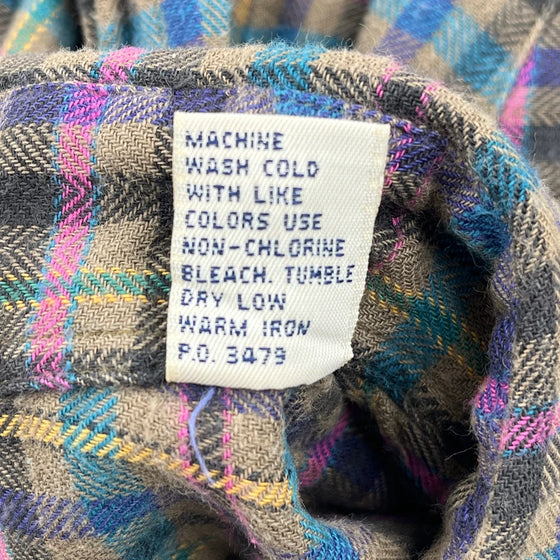 MACHINE
WASH COLD
WITH LIKE
COLORS USE
NON-CHLORINE
BLEACH. TUMBLE
DRY LOW
WARM IRON
P.O. 3479